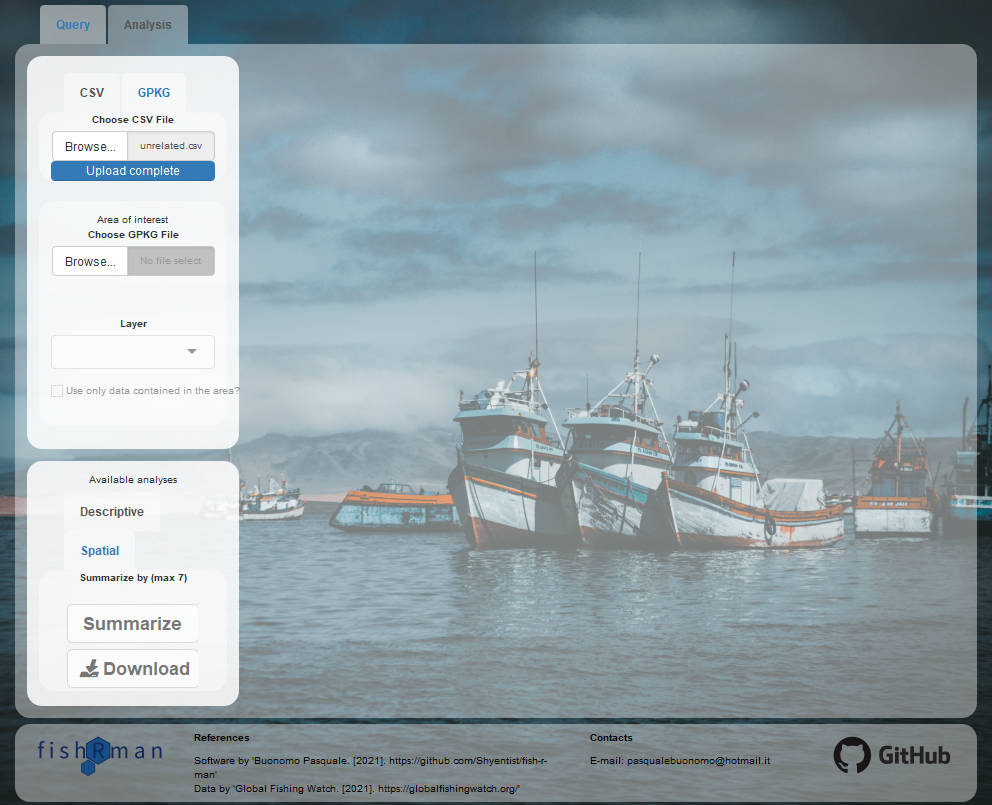 Query
Analysis
CSV
GPKG
Choose CSV File
Browse...
unrelated.csv
Upload complete
Area of interest
Choose GPKG File
Browse...
No file select
Layer
Use only data contained in the area?
Available analyses
Descriptive
Spatial
Summarize by (max 7)
Summarize
Download
fishRman
References
Software by 'Buonomo Pasquale. [2021]. https://github.com/Shyentist/fish-r-
man'
Data by 'Global Fishing Watch. [2021]. https://globalfishingwatch.org/'
Contacts
E-mail: pasqualebuonomo@hotmail.it
GitHub